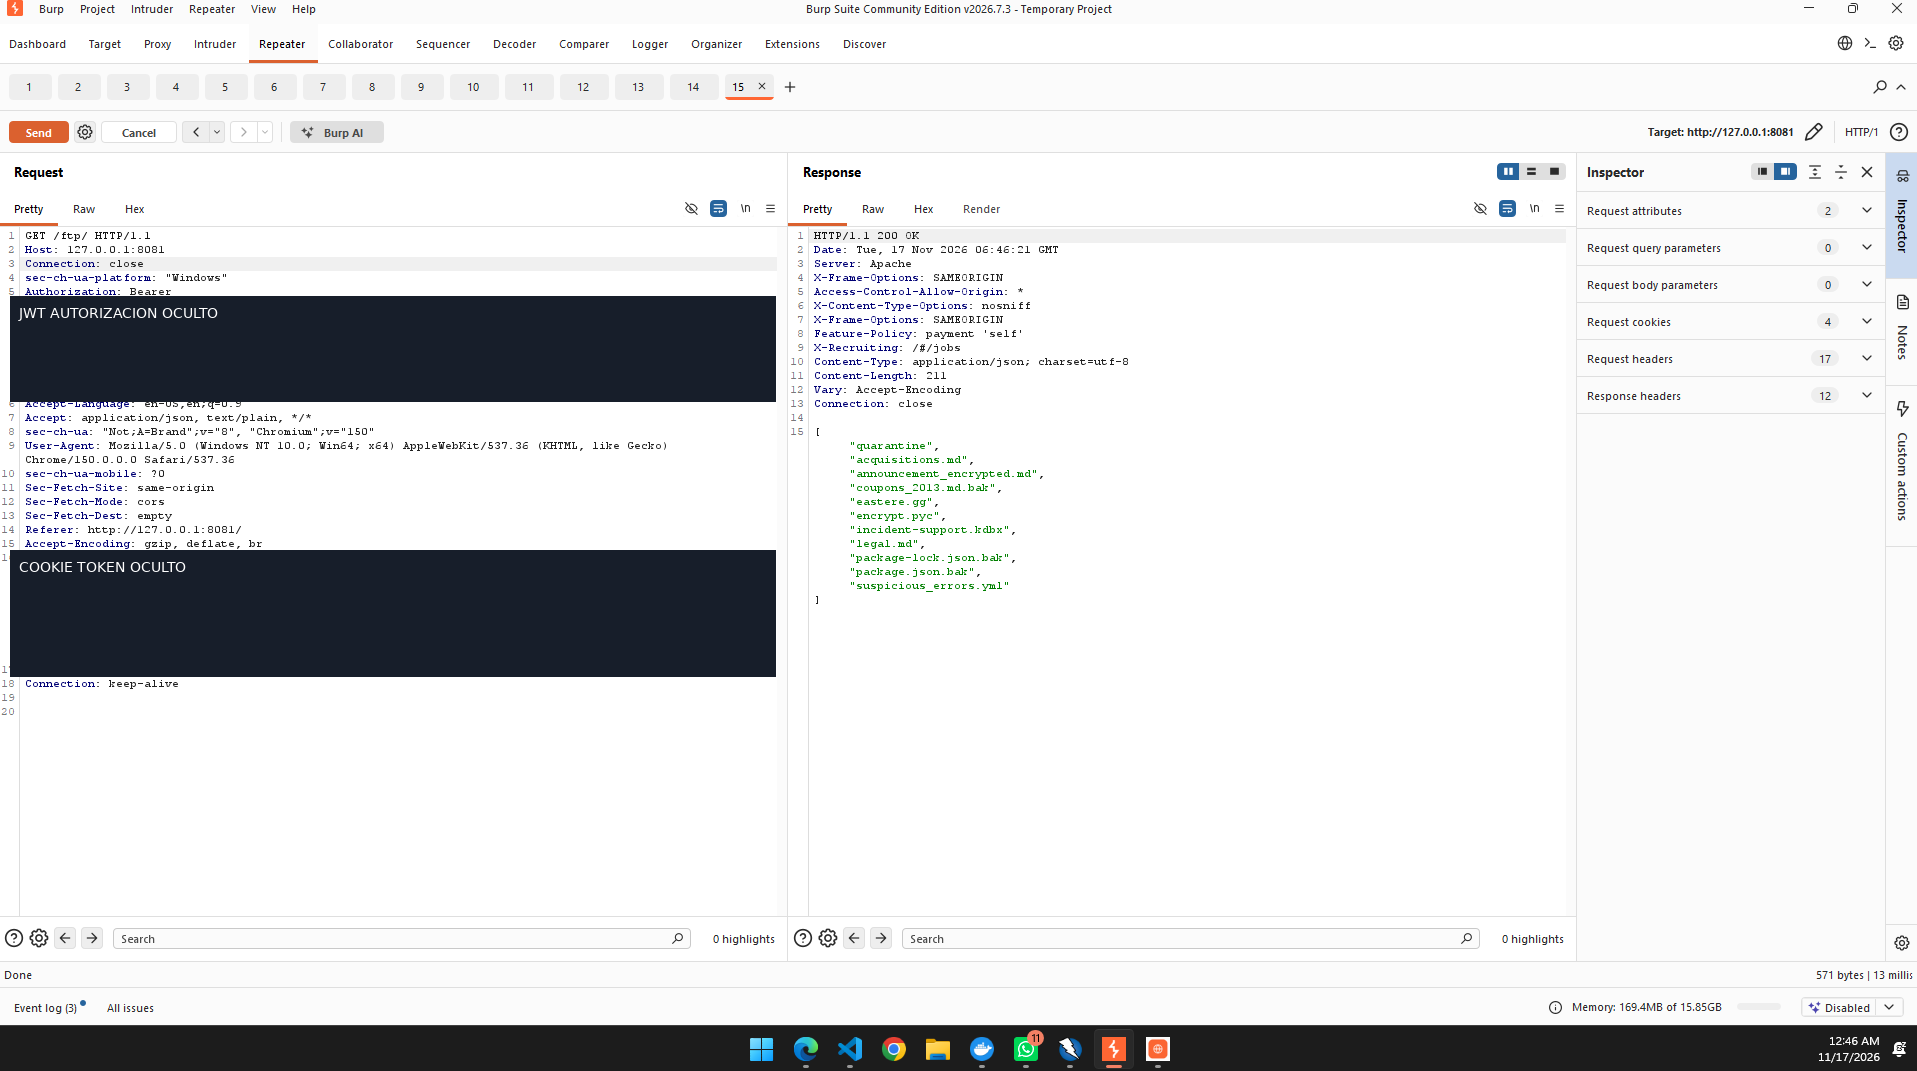 Burp Project Intruder Repeater View Help
Burp Suite Community Edition v2026.7.3 - Temporary Project
Dashboard Target Proxy Intruder Repeater Collaborator Sequencer Decoder Comparer Logger Organizer Extensions Discover
1 2 3 4 5 6 7 8 9 10 11 12 13 14 15
Send Cancel Burp AI
Target: http://127.0.0.1:8081 HTTP/1
Request
Pretty Raw Hex \n
1 GET /ftp/ HTTP/1.1
2 Host: 127.0.0.1:8081
3 Connection: close
4 sec-ch-ua-platform: "Windows"
5 Authorization: Bearer
JWT AUTORIZACION OCULTO
6 Accept-Language: en-US,en;q=0.9
7 Accept: application/json, text/plain, */*
8 sec-ch-ua: "Not;A=Brand";v="8", "Chromium";v="150"
9 User-Agent: Mozilla/5.0 (Windows NT 10.0; Win64; x64) AppleWebKit/537.36 (KHTML, like Gecko)
Chrome/150.0.0.0 Safari/537.36
10 sec-ch-ua-mobile: ?0
11 Sec-Fetch-Site: same-origin
12 Sec-Fetch-Mode: cors
13 Sec-Fetch-Dest: empty
14 Referer: http://127.0.0.1:8081/
15 Accept-Encoding: gzip, deflate, br
COOKIE TOKEN OCULTO
18 Connection: keep-alive
19
20
Search
0 highlights
Response
Pretty Raw Hex Render \n
1 HTTP/1.1 200 OK
2 Date: Tue, 17 Nov 2026 06:46:21 GMT
3 Server: Apache
4 X-Frame-Options: SAMEORIGIN
5 Access-Control-Allow-Origin: *
6 X-Content-Type-Options: nosniff
7 X-Frame-Options: SAMEORIGIN
8 Feature-Policy: payment 'self'
9 X-Recruiting: /#/jobs
10 Content-Type: application/json; charset=utf-8
11 Content-Length: 211
12 Vary: Accept-Encoding
13 Connection: close
14
15 [
"quarantine",
"acquisitions.md",
"announcement_encrypted.md",
"coupons_2013.md.bak",
"eastere.gg",
"encrypt.pyc",
"incident-support.kdbx",
"legal.md",
"package-lock.json.bak",
"package.json.bak",
"suspicious_errors.yml"
]
Search
0 highlights
Inspector
Request attributes 2
Request query parameters 0
Request body parameters 0
Request cookies 4
Request headers 17
Response headers 12
Inspector
Notes
Custom actions
Done
571 bytes | 13 millis
Event log (3) All issues
Memory: 169.4MB of 15.85GB
Disabled
11
12:46 AM
11/17/2026